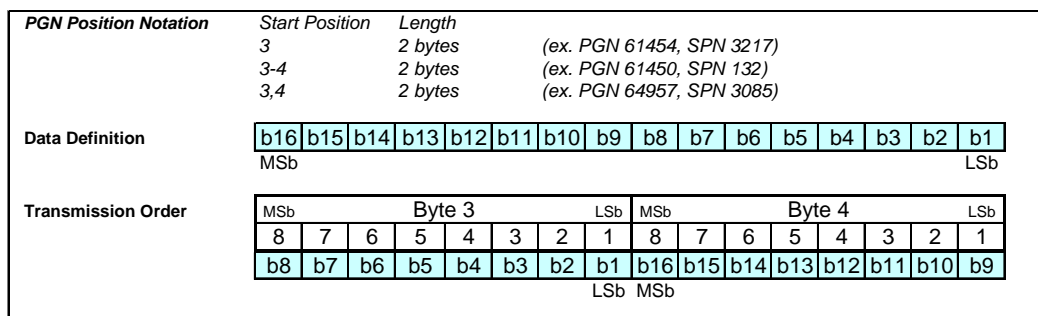 PGN Position Notation Start Position Length
3 2 bytes (ex. PGN 61454, SPN 3217)
3-4 2 bytes (ex. PGN 61450, SPN 132)
3,4 2 bytes (ex. PGN 64957, SPN 3085)
Data Definition b16 b15 b14 b13 b12 b11 b10 b9 b8 b7 b6 b5 b4 b3 b2 b1
MSb LSb
Transmission Order MSb Byte 3 LSb MSb Byte 4 LSb
8 7 6 5 4 3 2 1 8 7 6 5 4 3 2 1
b8 b7 b6 b5 b4 b3 b2 b1 b16 b15 b14 b13 b12 b11 b10 b9
LSb MSb